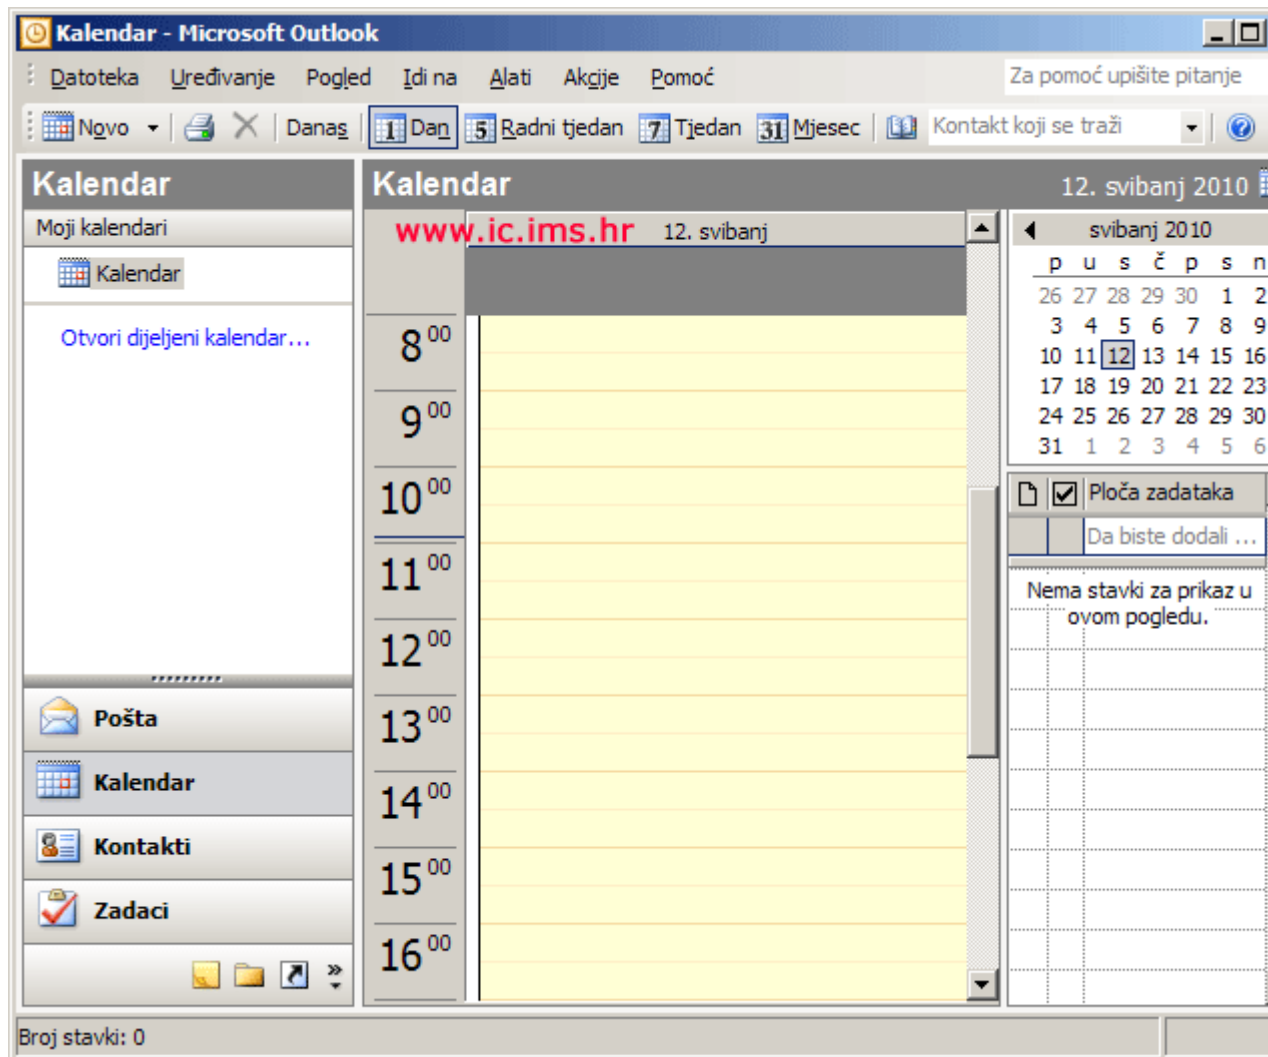 Kalendar - Microsoft Outlook
Datoteka Uređivanje Pogled Idi na Alati Akcije Pomoć Za pomoć upišite pitanje
Novo Danas 1 Dan 5 Radni tjedan 7 Tjedan 31 Mjesec Kontakt koji se traži
Kalendar
Moji kalendari
Kalendar
Otvori dijeljeni kalendar...
Pošta
Kalendar
Kontakti
Zadaci
Kalendar 12. svibanj 2010
www.ic.ims.hr 12. svibanj
8 00
9 00
10 00
11 00
12 00
13 00
14 00
15 00
16 00
svibanj 2010
p u s č p s n
26 27 28 29 30 1 2
3 4 5 6 7 8 9
10 11 12 13 14 15 16
17 18 19 20 21 22 23
24 25 26 27 28 29 30
31 1 2 3 4 5 6
Ploča zadataka
Da biste dodali ...
Nema stavki za prikaz u
ovom pogledu.
Broj stavki: 0